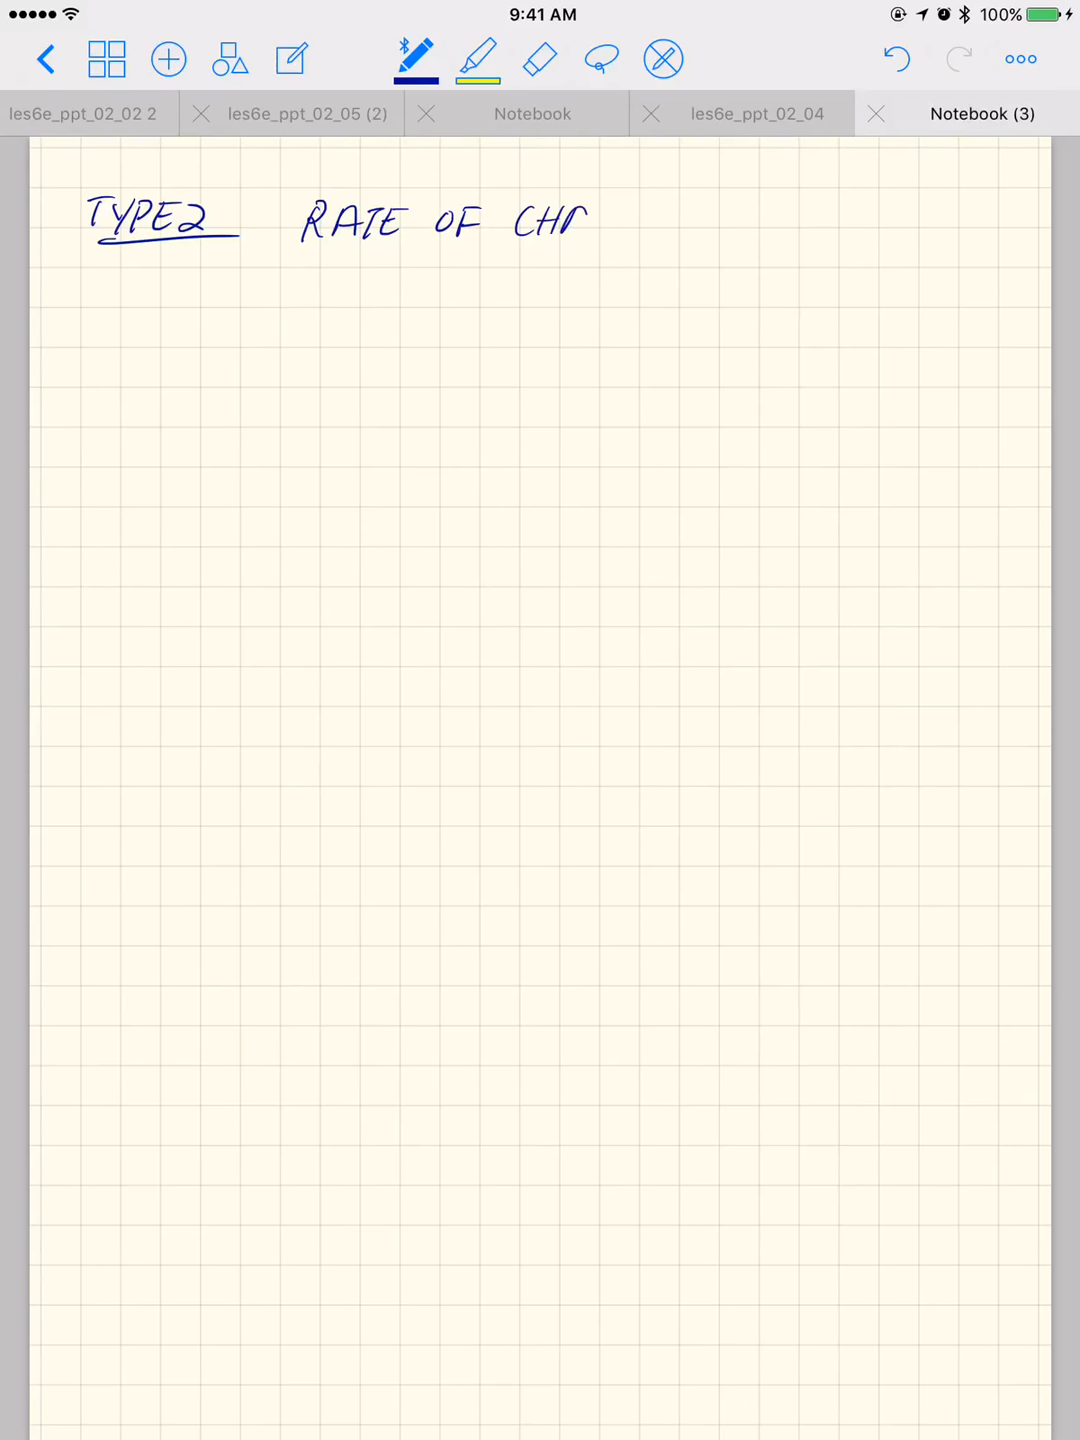 9:41 AM 100%
les6e_ppt_02_02 2 les6e_ppt_02_05 (2) Notebook les6e_ppt_02_04 Notebook (3)
TYPE2 RATE OF CH